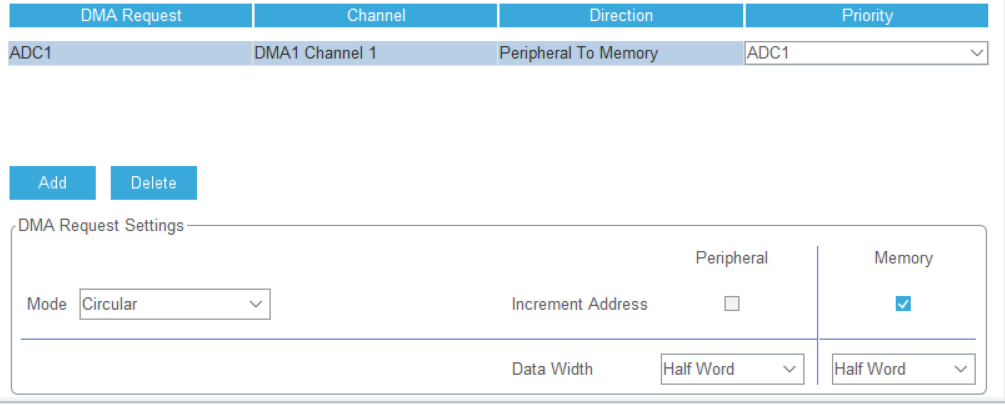 DMA Request Channel Direction Priority
ADC1 DMA1 Channel 1 Peripheral To Memory ADC1
Add Delete
DMA Request Settings
Peripheral Memory
Mode Circular Increment Address
Data Width Half Word Half Word